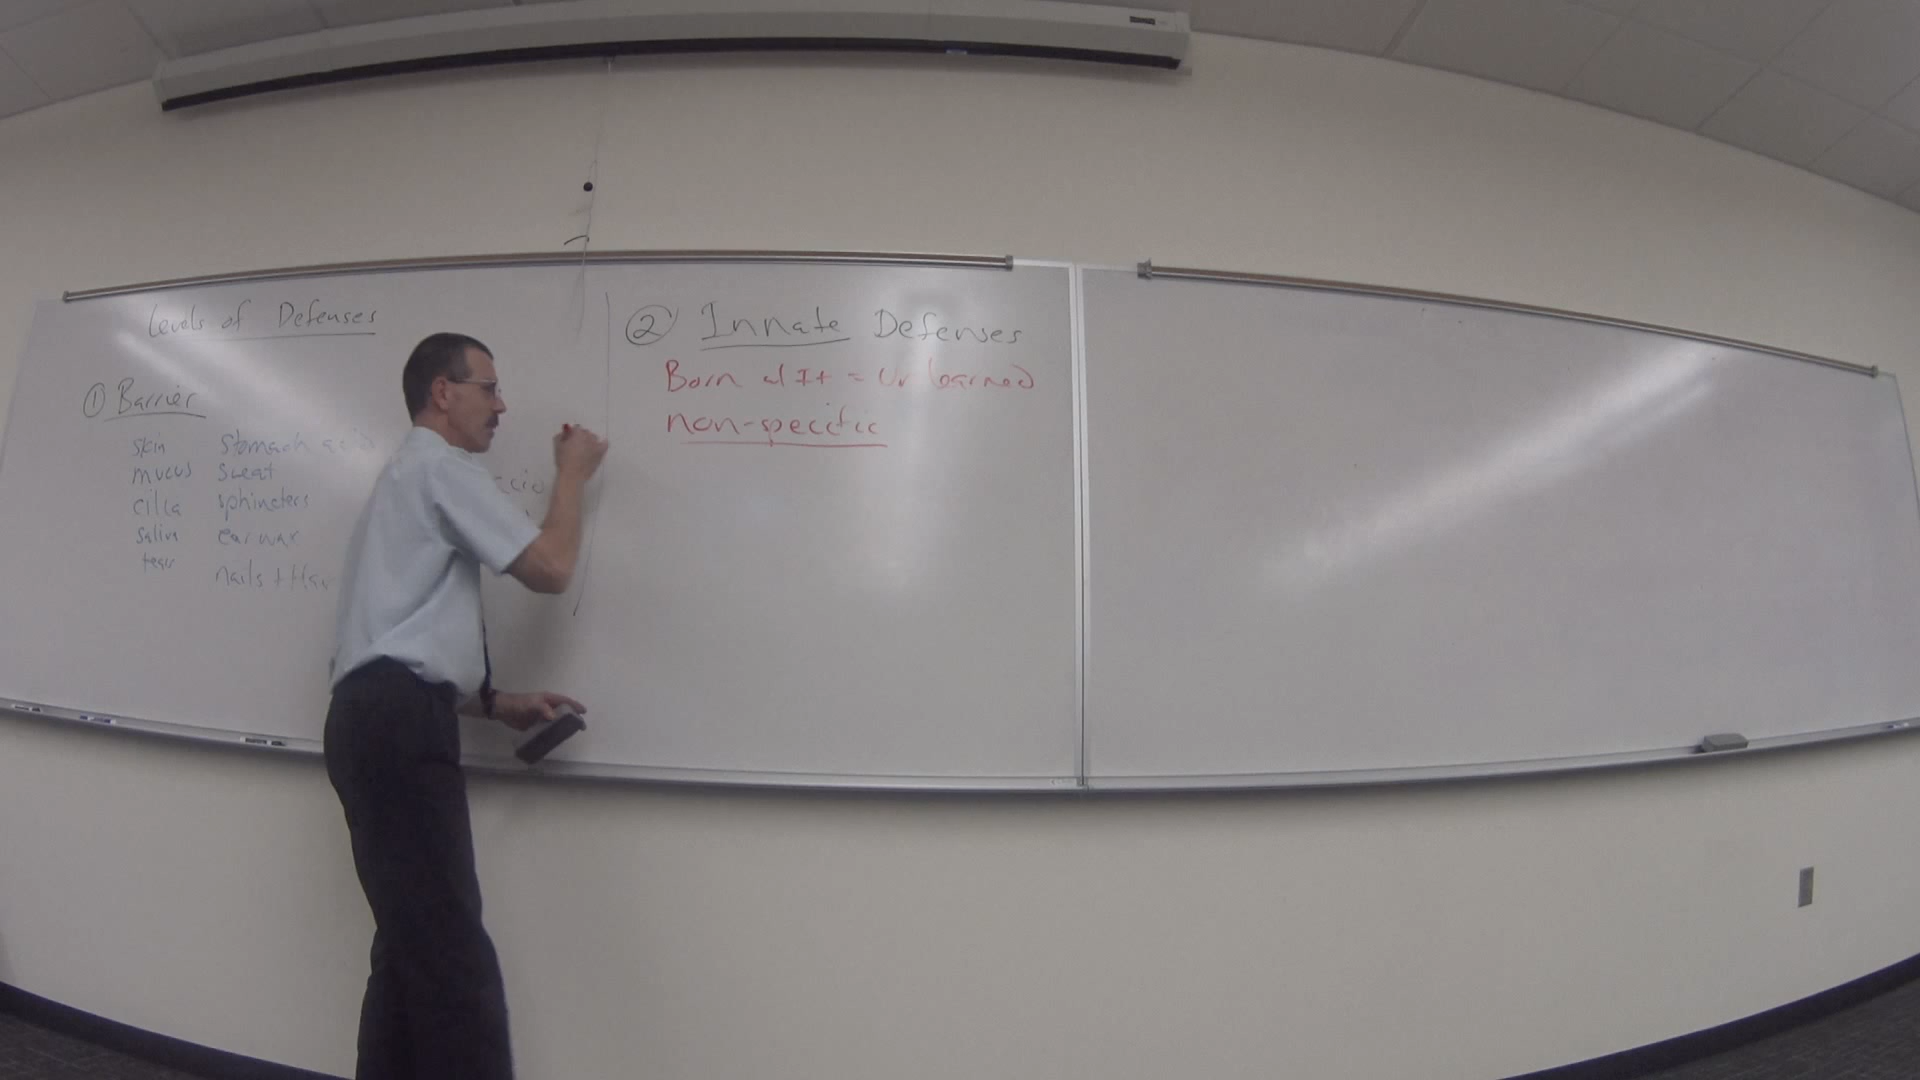 Levels of Defenses
① Barrier
skin stomach acid
mucus sweat
cilia sphincters
saliva ear wax
tears
nails + Hair
② Innate Defenses
Born w/ It = Unlearned
non-specific